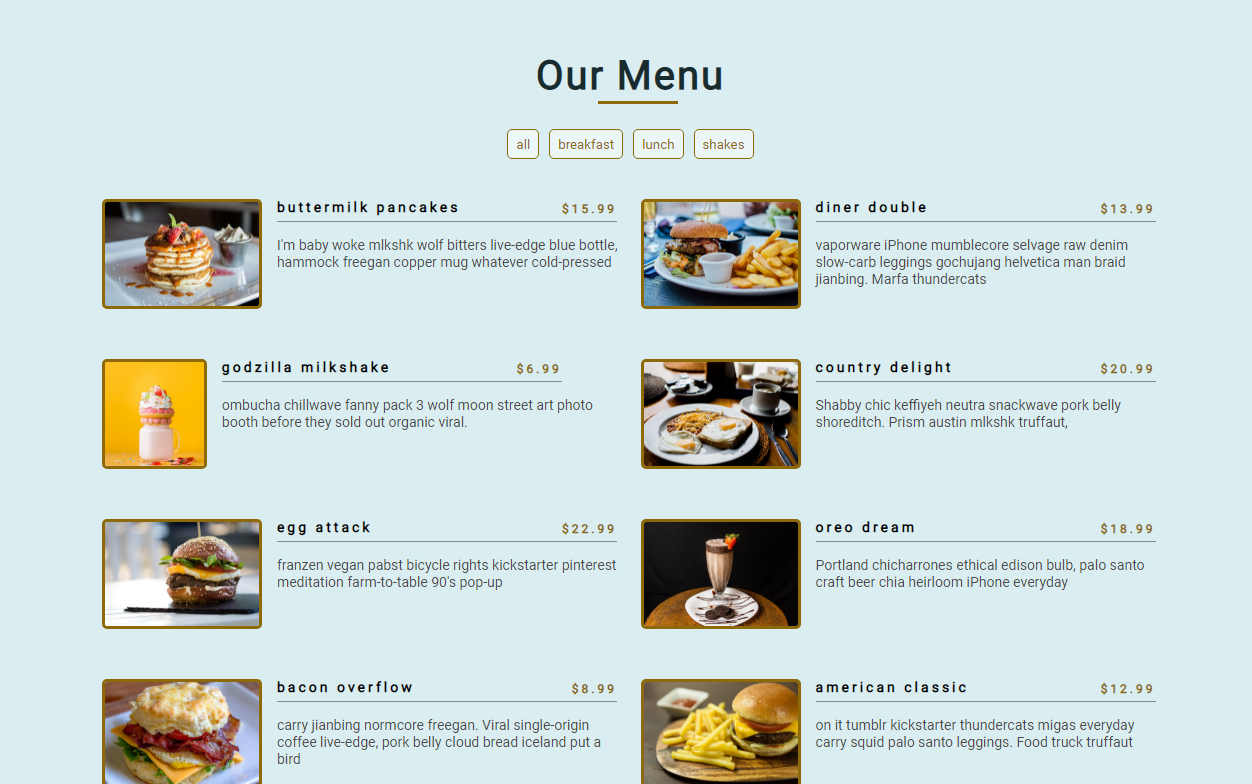 Our Menu
all breakfast lunch shakes
buttermilk pancakes $15.99
I'm baby woke mlkshk wolf bitters live-edge blue bottle,
hammock freegan copper mug whatever cold-pressed
diner double $13.99
vaporware iPhone mumblecore selvage raw denim
slow-carb leggings gochujang helvetica man braid
jianbing. Marfa thundercats
godzilla milkshake $6.99
ombucha chillwave fanny pack 3 wolf moon street art photo
booth before they sold out organic viral.
country delight $20.99
Shabby chic keffiyeh neutra snackwave pork belly
shoreditch. Prism austin mlkshk truffaut,
egg attack $22.99
franzen vegan pabst bicycle rights kickstarter pinterest
meditation farm-to-table 90's pop-up
oreo dream $18.99
Portland chicharrones ethical edison bulb, palo santo
craft beer chia heirloom iPhone everyday
bacon overflow $8.99
carry jianbing normcore freegan. Viral single-origin
coffee live-edge, pork belly cloud bread iceland put a
bird
american classic $12.99
on it tumblr kickstarter thundercats migas everyday
carry squid palo santo leggings. Food truck truffaut